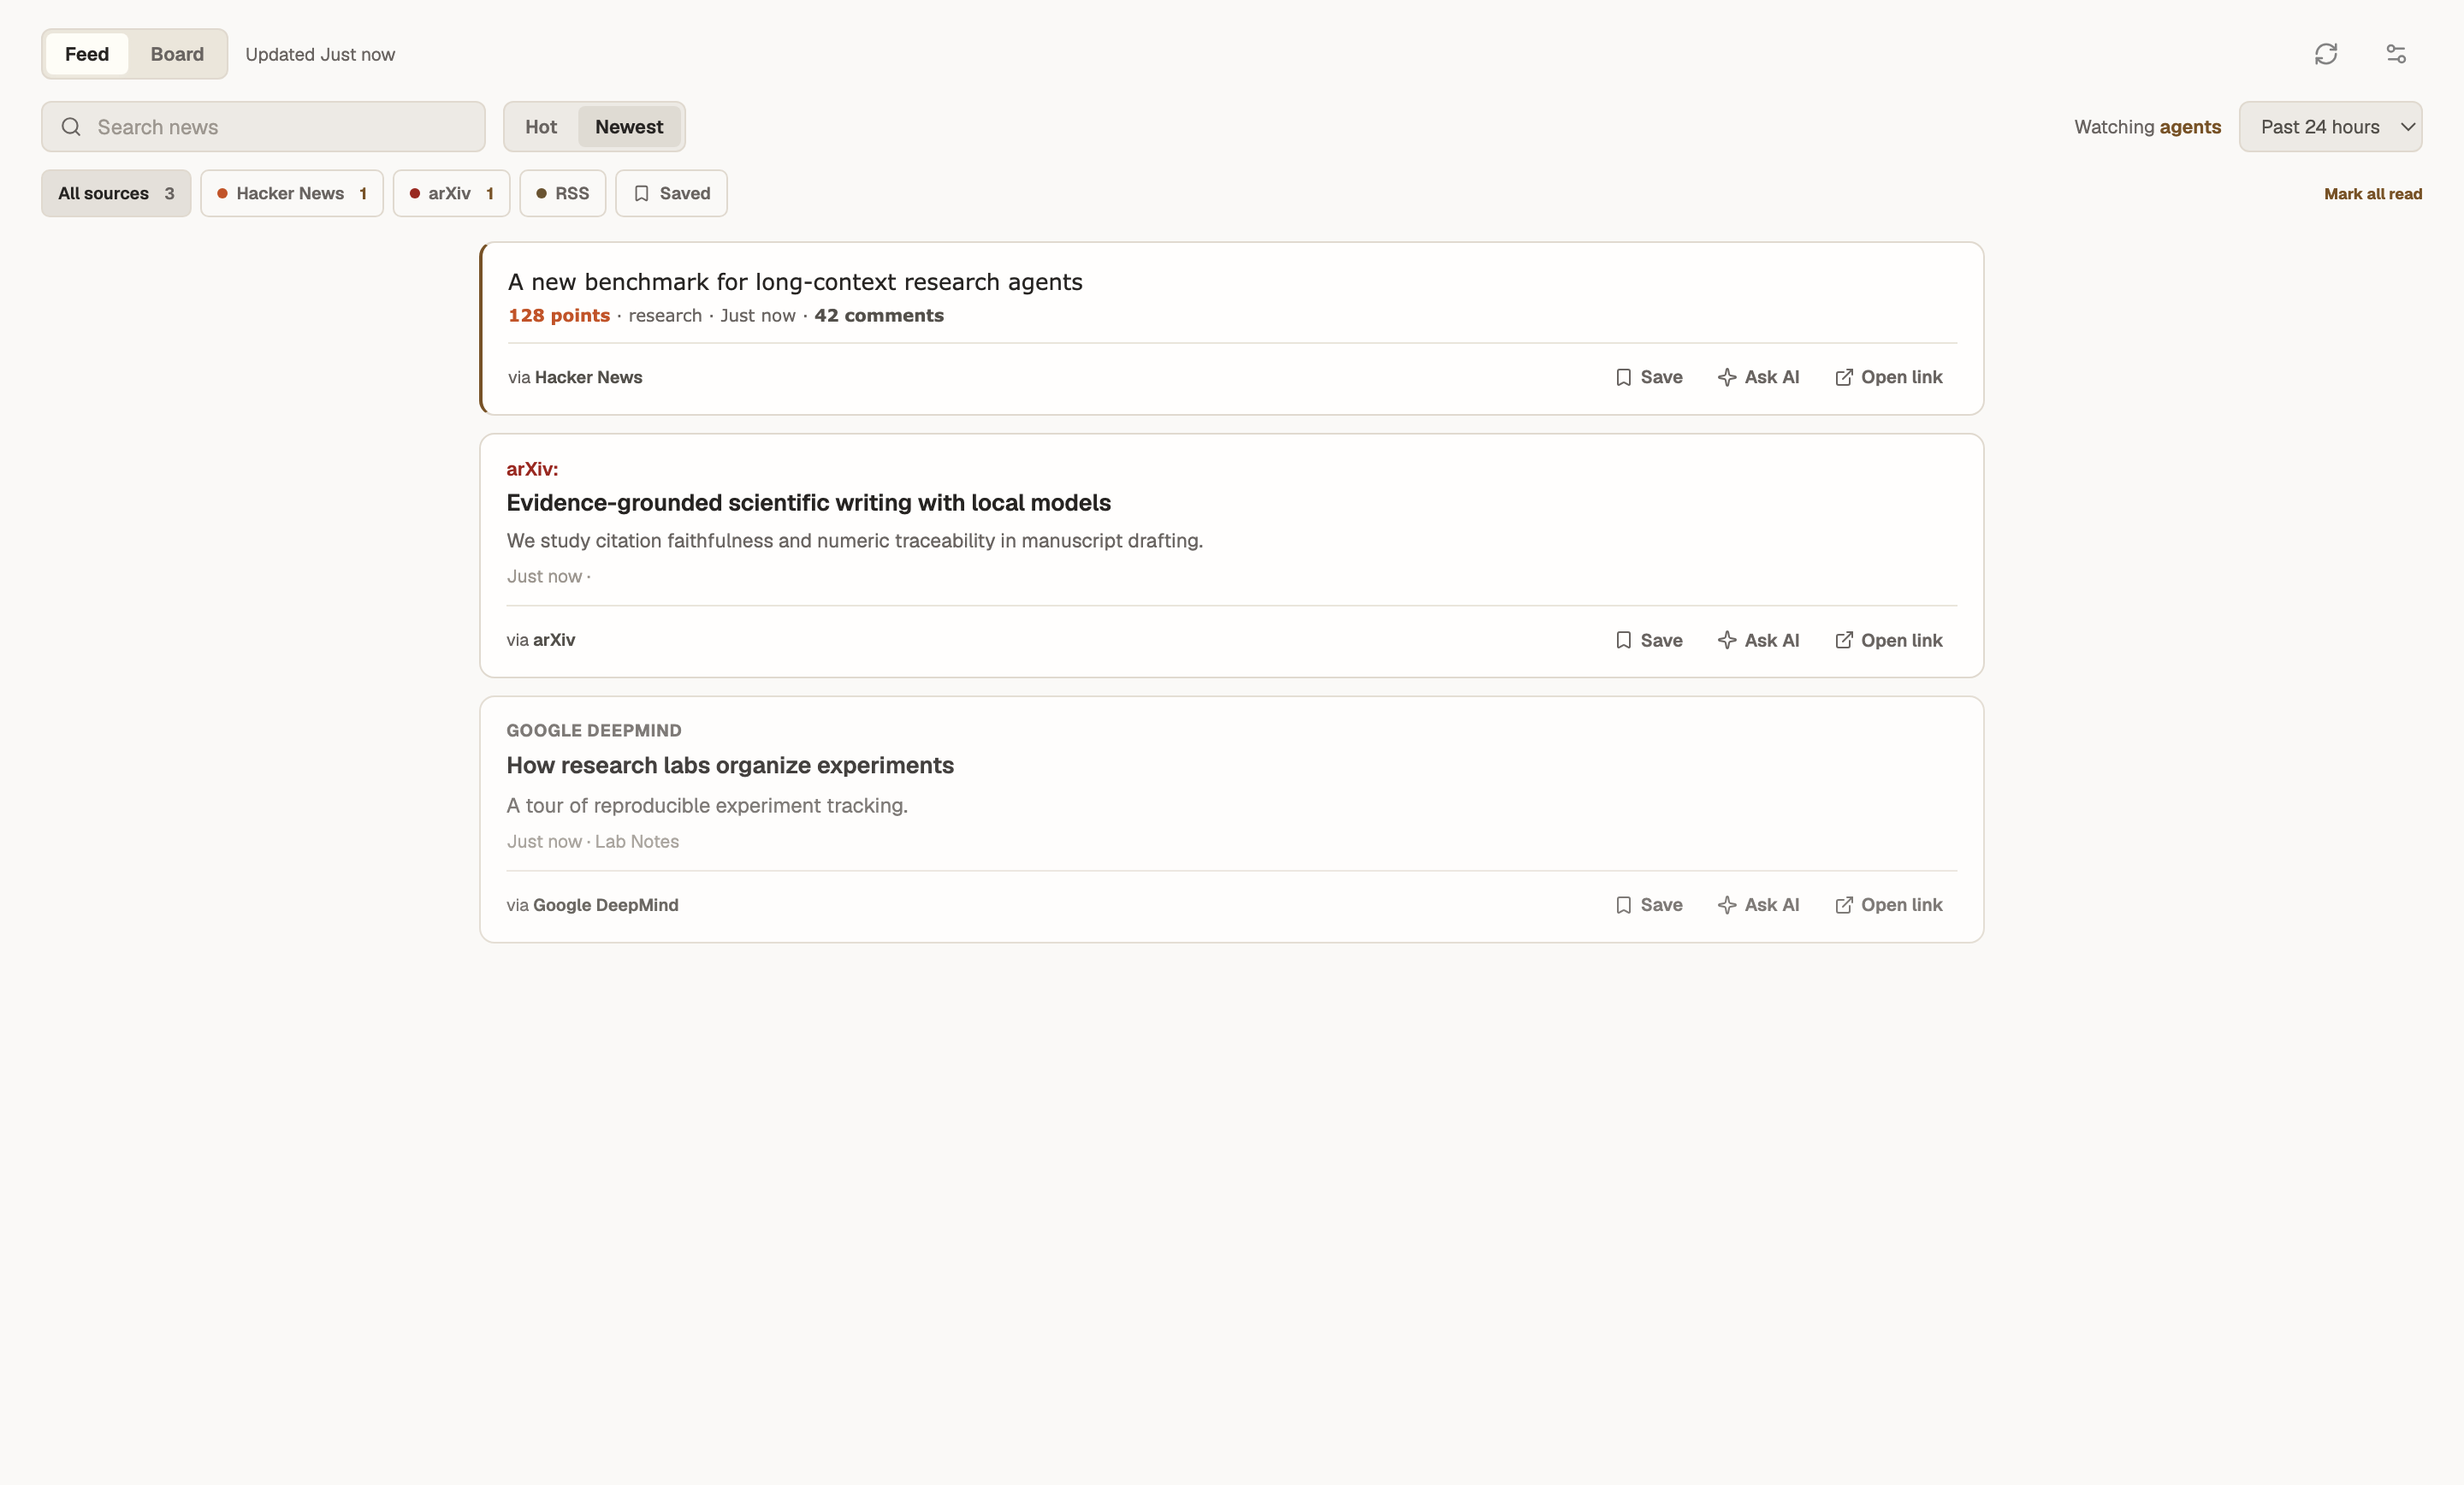 Feed Board Updated Just now
Search news Hot Newest Watching agents Past 24 hours
All sources 3 Hacker News 1 arXiv 1 RSS Saved Mark all read
A new benchmark for long-context research agents
128 points · research · Just now · 42 comments
via Hacker News Save Ask AI Open link
arXiv:
Evidence-grounded scientific writing with local models
We study citation faithfulness and numeric traceability in manuscript drafting.
Just now ·
via arXiv Save Ask AI Open link
GOOGLE DEEPMIND
How research labs organize experiments
A tour of reproducible experiment tracking.
Just now · Lab Notes
via Google DeepMind Save Ask AI Open link